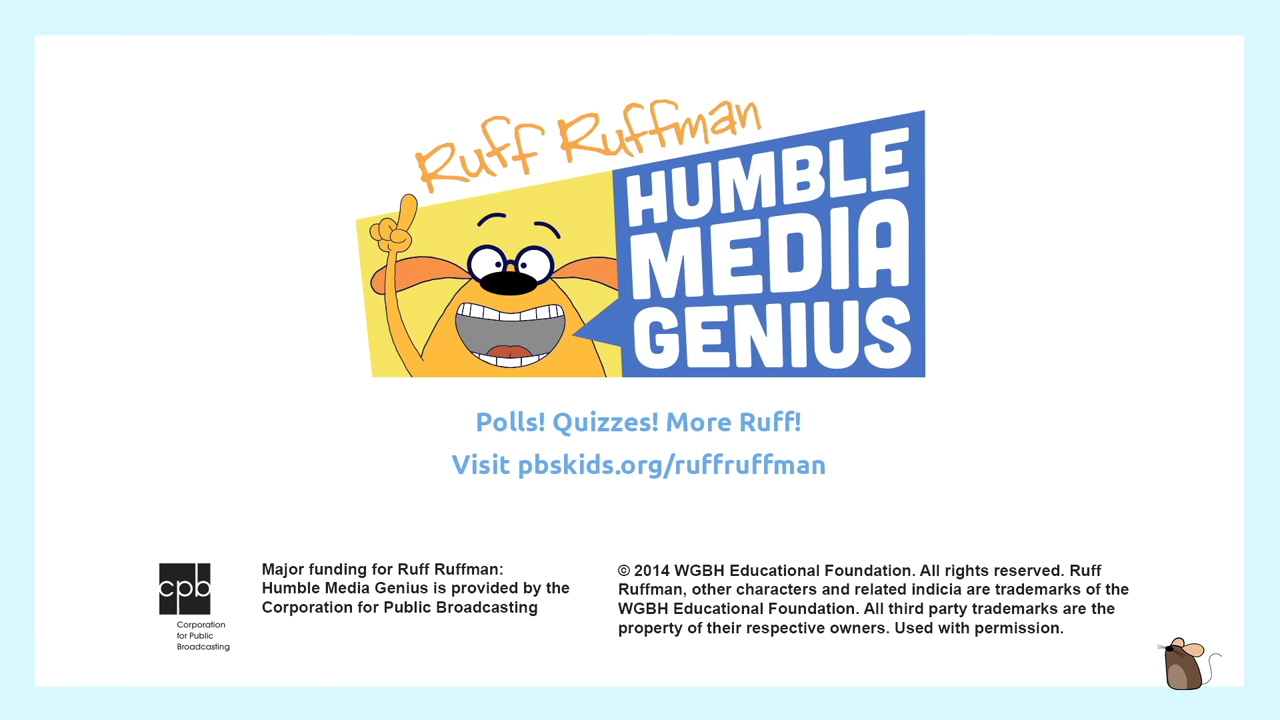 Ruff Ruffman
HUMBLE
MEDIA
GENIUS
Polls! Quizzes! More Ruff!
Visit pbskids.org/ruffruffman
cpb
Corporation
for Public
Broadcasting
Major funding for Ruff Ruffman:
Humble Media Genius is provided by the
Corporation for Public Broadcasting
© 2014 WGBH Educational Foundation. All rights reserved. Ruff
Ruffman, other characters and related indicia are trademarks of the
WGBH Educational Foundation. All third party trademarks are the
property of their respective owners. Used with permission.